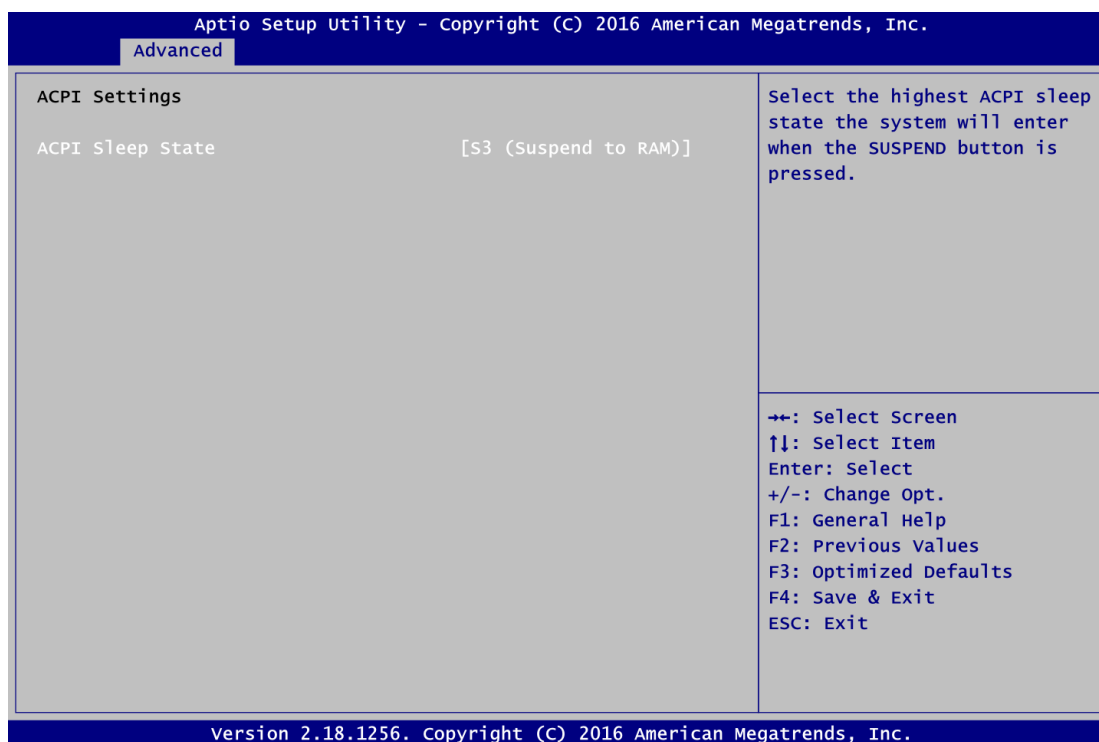 Aptio Setup Utility - Copyright (C) 2016 American Megatrends, Inc.
Advanced
ACPI Settings
ACPI Sleep State [S3 (Suspend to RAM)]
Select the highest ACPI sleep
state the system will enter
when the SUSPEND button is
pressed.
→←: Select Screen
↑↓: Select Item
Enter: Select
+/-: Change Opt.
F1: General Help
F2: Previous Values
F3: Optimized Defaults
F4: Save & Exit
ESC: Exit
Version 2.18.1256. Copyright (C) 2016 American Megatrends, Inc.